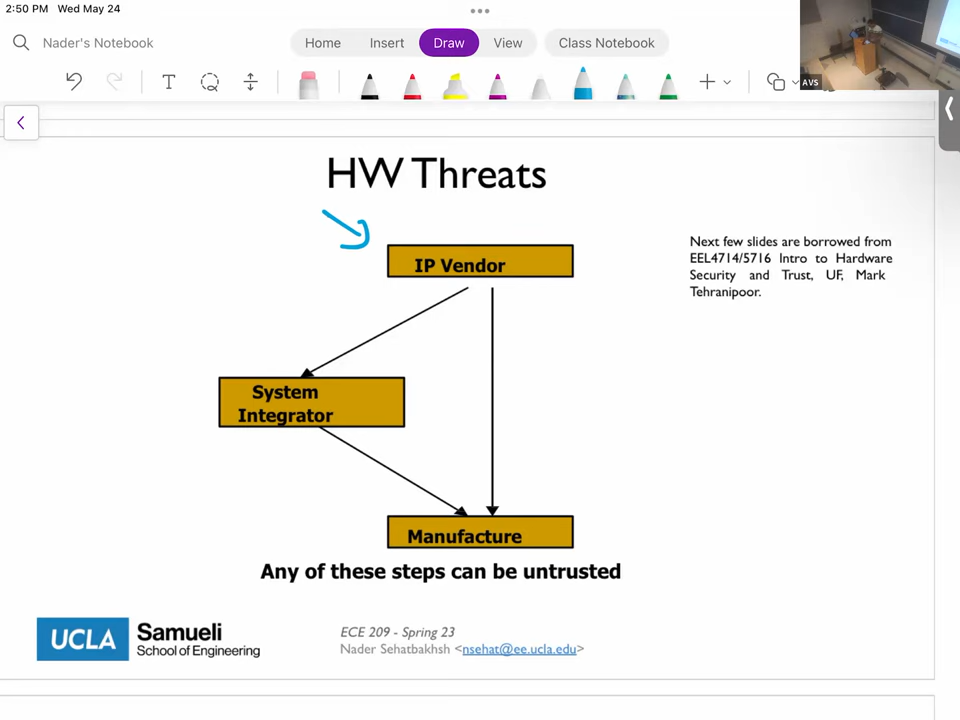 2:50 PM Wed May 24
Nader's Notebook
Home Insert Draw View Class Notebook
T
AVS
HW Threats
IP Vendor
Next few slides are borrowed from
EEL4714/5716 Intro to Hardware
Security and Trust, UF, Mark
Tehranipoor.
System
Integrator
Manufacture
Any of these steps can be untrusted
UCLA Samueli
School of Engineering
ECE 209 - Spring 23
Nader Sehatbakhsh <nsehat@ee.ucla.edu>